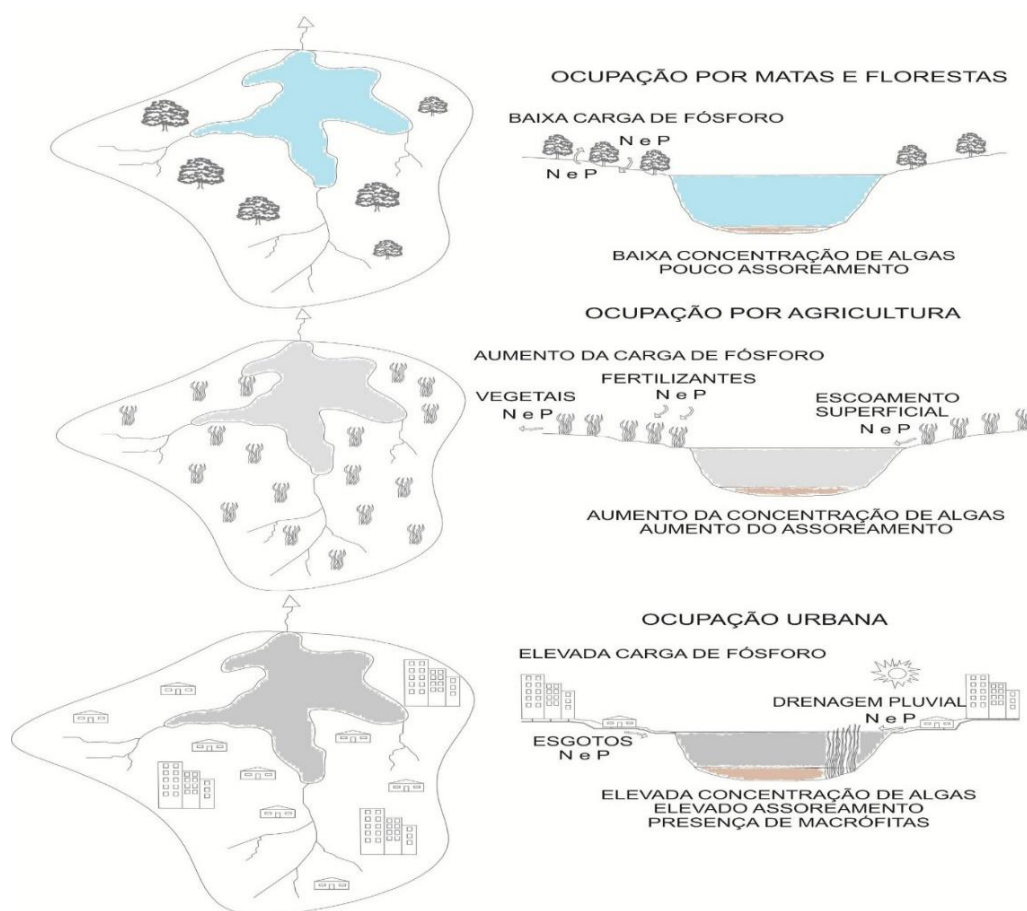 OCUPAÇÃO POR MATAS E FLORESTAS
BAIXA CARGA DE FÓSFORO
N e P
N e P
BAIXA CONCENTRAÇÃO DE ALGAS
POUCO ASSOREAMENTO
OCUPAÇÃO POR AGRICULTURA
AUMENTO DA CARGA DE FÓSFORO
FERTILIZANTES
N e P
VEGETAIS
N e P
ESCOAMENTO
SUPERFICIAL
N e P
AUMENTO DA CONCENTRAÇÃO DE ALGAS
AUMENTO DO ASSOREAMENTO
OCUPAÇÃO URBANA
ELEVADA CARGA DE FÓSFORO
DRENAGEM PLUVIAL
N e P
ESGOTOS
N e P
ELEVADA CONCENTRAÇÃO DE ALGAS
ELEVADO ASSOREAMENTO
PRESENÇA DE MACRÓFITAS